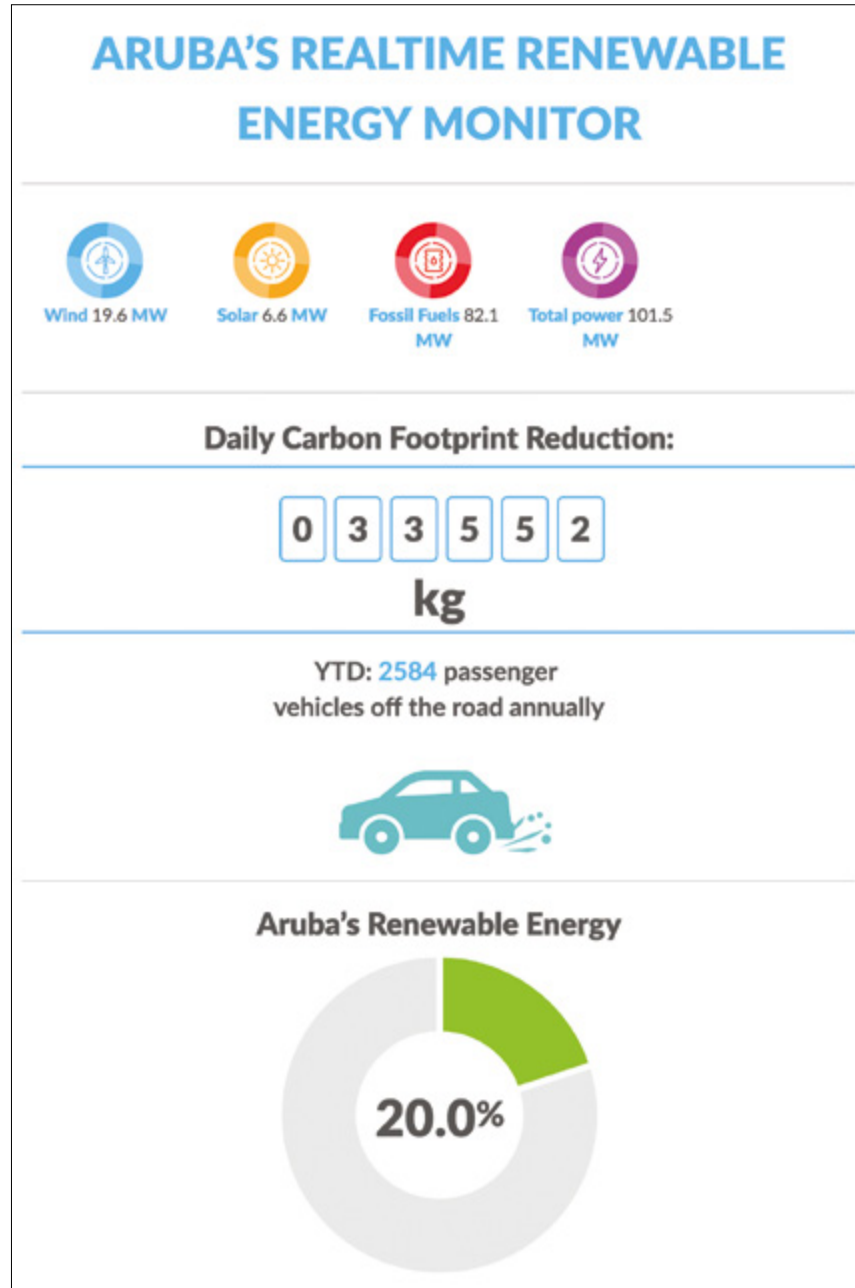 ARUBA’S REALTIME RENEWABLE
ENERGY MONITOR
Wind 19.6 MW
Solar 6.6 MW
Fossil Fuels 82.1
MW
Total power 101.5
MW
Daily Carbon Footprint Reduction:
0 3 3 5 5 2
kg
YTD: 2584 passenger
vehicles off the road annually
Aruba’s Renewable Energy
20.0%